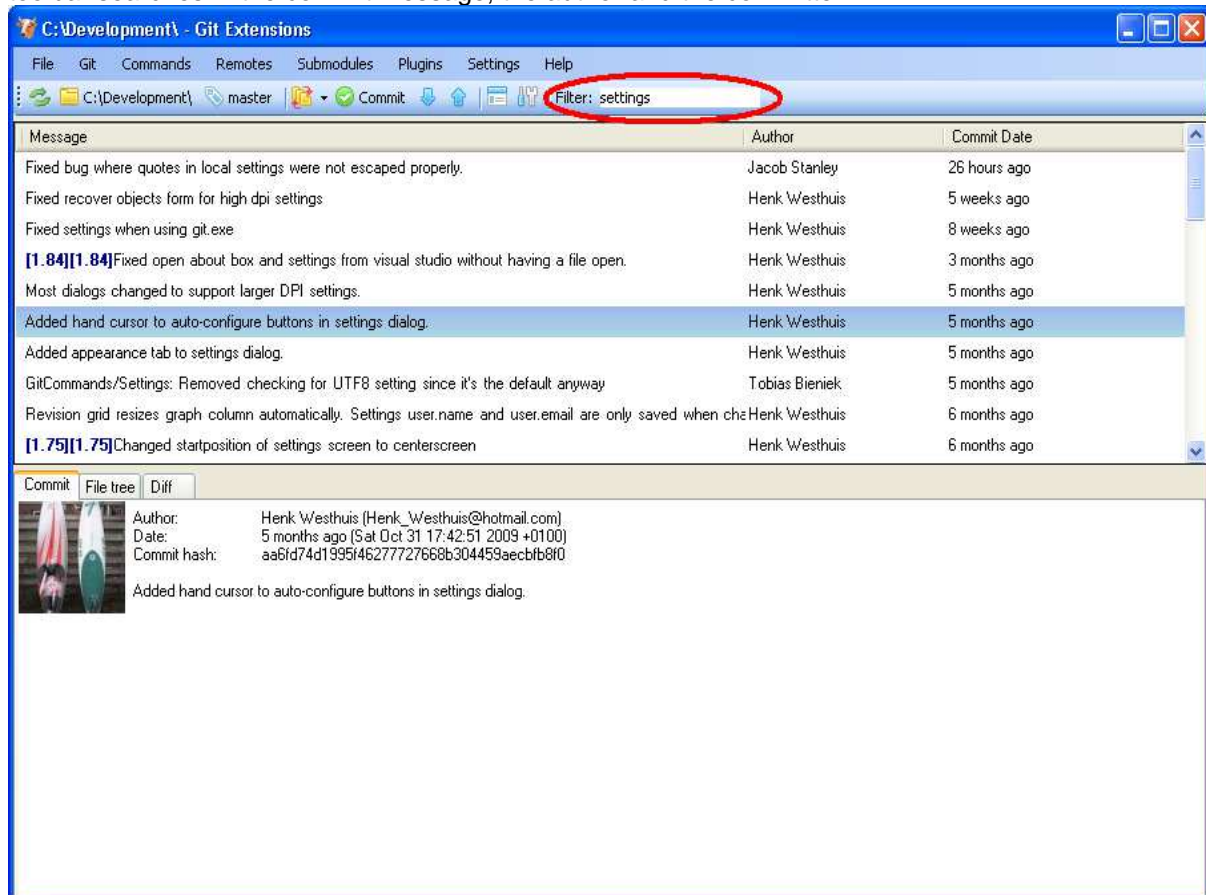 C:\Development\ - Git Extensions
File Git Commands Remotes Submodules Plugins Settings Help
C:\Development\ master Commit Filter: settings
Message Author Commit Date
Fixed bug where quotes in local settings were not escaped properly. Jacob Stanley 26 hours ago
Fixed recover objects form for high dpi settings Henk Westhuis 5 weeks ago
Fixed settings when using git.exe Henk Westhuis 8 weeks ago
[1.84][1.84]Fixed open about box and settings from visual studio without having a file open. Henk Westhuis 3 months ago
Most dialogs changed to support larger DPI settings. Henk Westhuis 5 months ago
Added hand cursor to auto-configure buttons in settings dialog. Henk Westhuis 5 months ago
Added appearance tab to settings dialog. Henk Westhuis 5 months ago
GitCommands/Settings: Removed checking for UTF8 setting since it's the default anyway Tobias Bieniek 5 months ago
Revision grid resizes graph column automatically. Settings user.name and user.email are only saved when cha Henk Westhuis 6 months ago
[1.75][1.75]Changed startposition of settings screen to centerscreen Henk Westhuis 6 months ago
Commit File tree Diff
Author: Henk Westhuis (Henk_Westhuis@hotmail.com)
Date: 5 months ago (Sat Oct 31 17:42:51 2009 +0100)
Commit hash: aa6fd74d1995f46277727668b304459aecbfb8f0
Added hand cursor to auto-configure buttons in settings dialog.